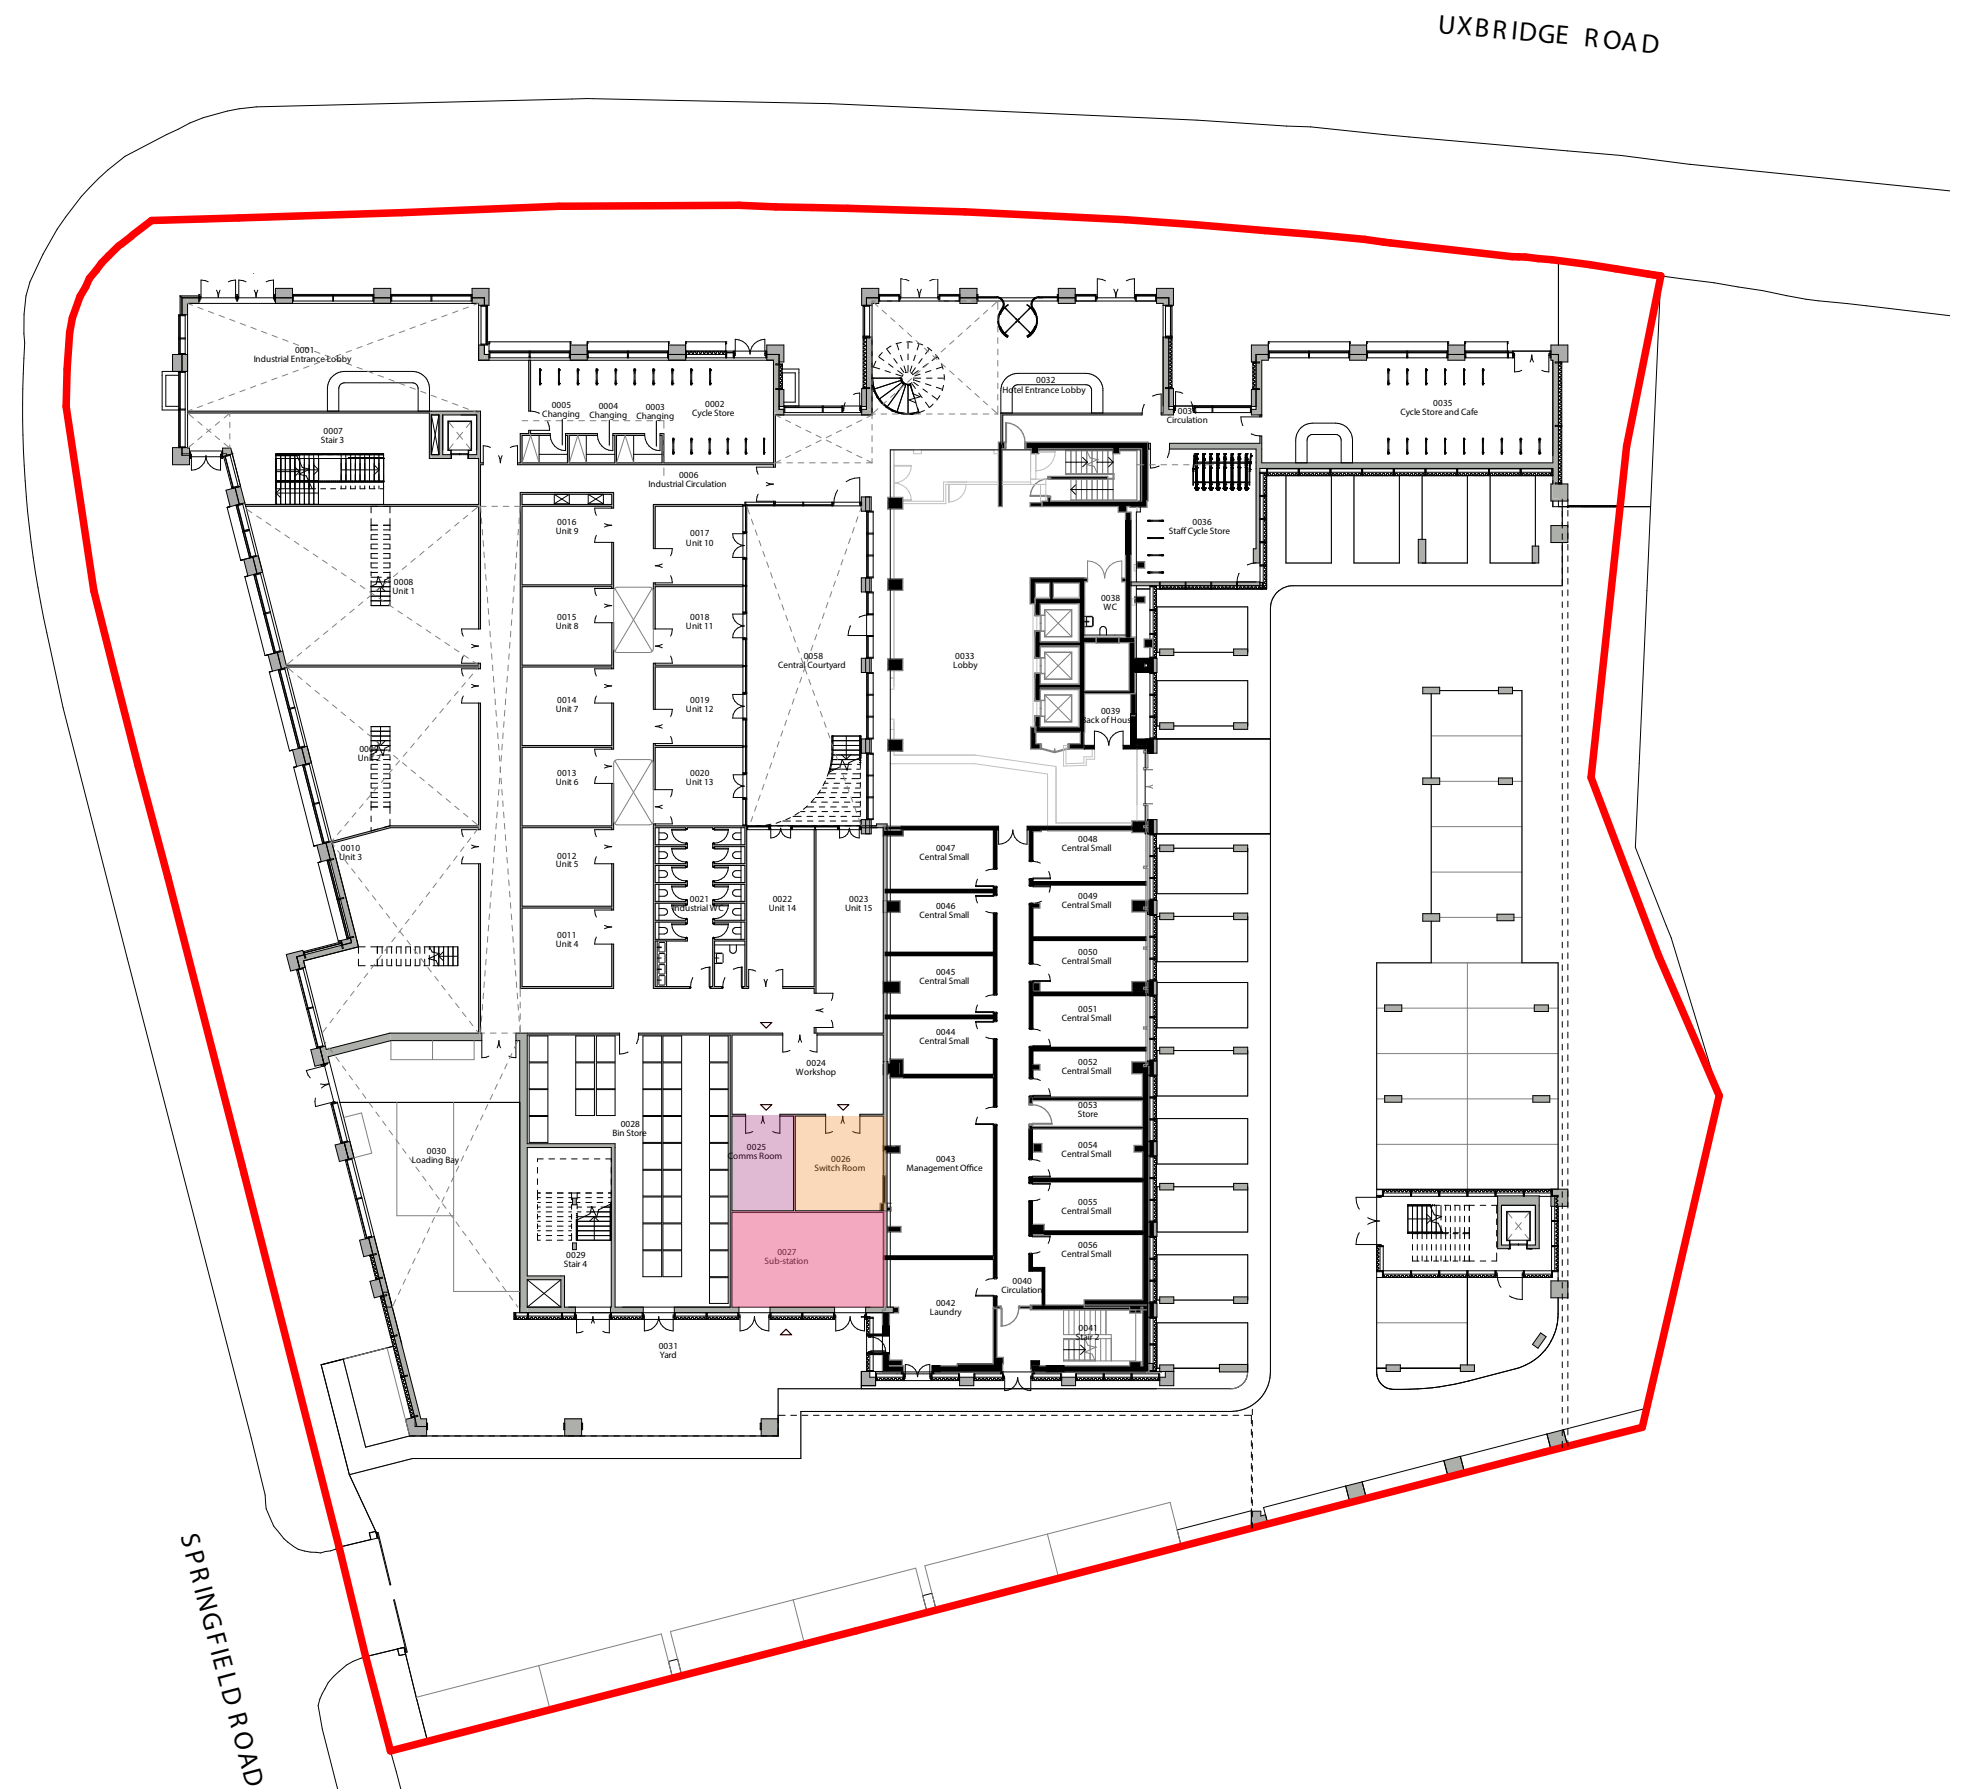 UXBRIDGE ROAD
0001
Industrial Entrance Lobby
0005
Changing
0004
Changing
0003
Changing
0002
Cycle Store
0032
Hotel Entrance Lobby
Circulation
0035
Cycle Store and Cafe
0007
Stair 3
0006
Industrial Circulation
0016
Unit 9
0017
Unit 10
0036
Staff Cycle Store
0008
Unit 1
0015
Unit 8
0018
Unit 11
0038
WC
0058
Central Courtyard
0033
Lobby
0014
Unit 7
0019
Unit 12
0039
Back of House
Unit 2
0013
Unit 6
0020
Unit 13
0010
Unit 3
0012
Unit 5
0047
Central Small
0048
Central Small
0021
Industrial WC
0022
Unit 14
0023
Unit 15
0046
Central Small
0049
Central Small
0011
Unit 4
0045
Central Small
0050
Central Small
0044
Central Small
0051
Central Small
0024
Workshop
0052
Central Small
0053
Store
0028
Bin Store
0025
Comms Room
0026
Switch Room
0030
Loading Bay
0043
Management Office
0054
Central Small
0055
Central Small
0027
Sub-station
0029
Stair 4
0056
Central Small
0040
Circulation
0042
Laundry
0041
Stair 2
0031
Yard
SPRINGFIELD ROAD